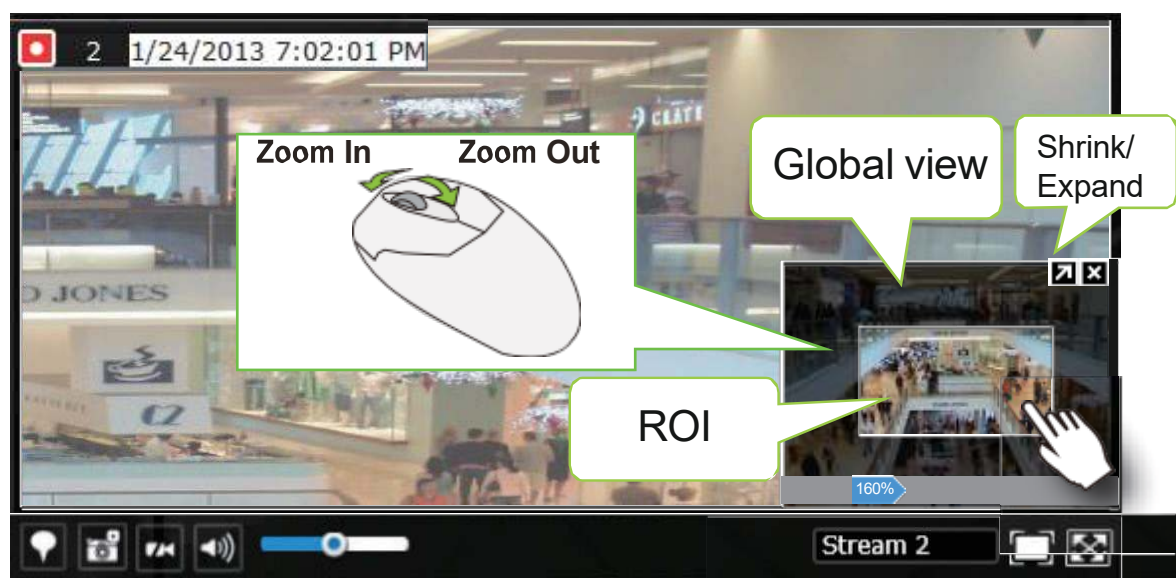 2 1/24/2013 7:02:01 PM
Zoom In Zoom Out
Global view
Shrink/
Expand
D JONES
ROI
160%
Stream 2